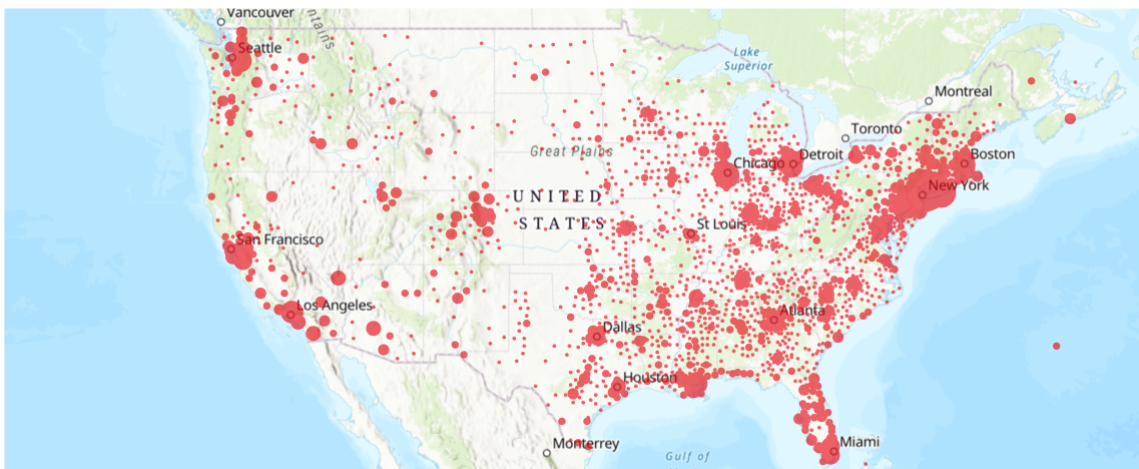 Vancouver
ntains
Seattle
Lake
Superior
Montreal
Toronto
Great Plains
Chicago
Detroit
Boston
New York
UNITED
STATES
St Louis
San Francisco
Los Angeles
Atlanta
Dallas
Houston
Monterrey
Miami
Gulf of